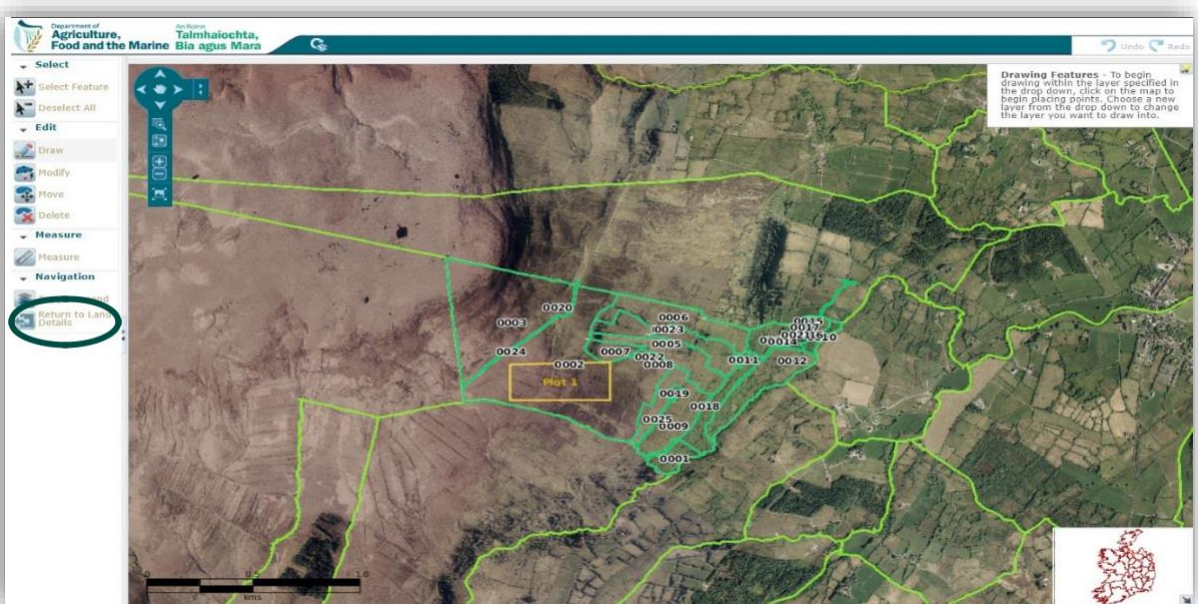 Department of
Agriculture,
Food and the Marine
An Roinn
Talmhaíochta,
Bia agus Mara
Undo Redo
Select
Select Feature
Deselect All
Edit
Draw
Modify
Move
Delete
Measure
Measure
Navigation
Return to Land
Details
Drawing Features - To begin
drawing within the layer specified in
the drop down, click on the map to
begin placing points. Choose a new
layer from the drop down to change
the layer you want to draw into.
0020
0003
0006
0023
0005
0024
0007
0022
0002
0008
0011
0015
0017
0012
Plot 1
0019
0018
0025
0009
0001
0 0.5 1.0
kms